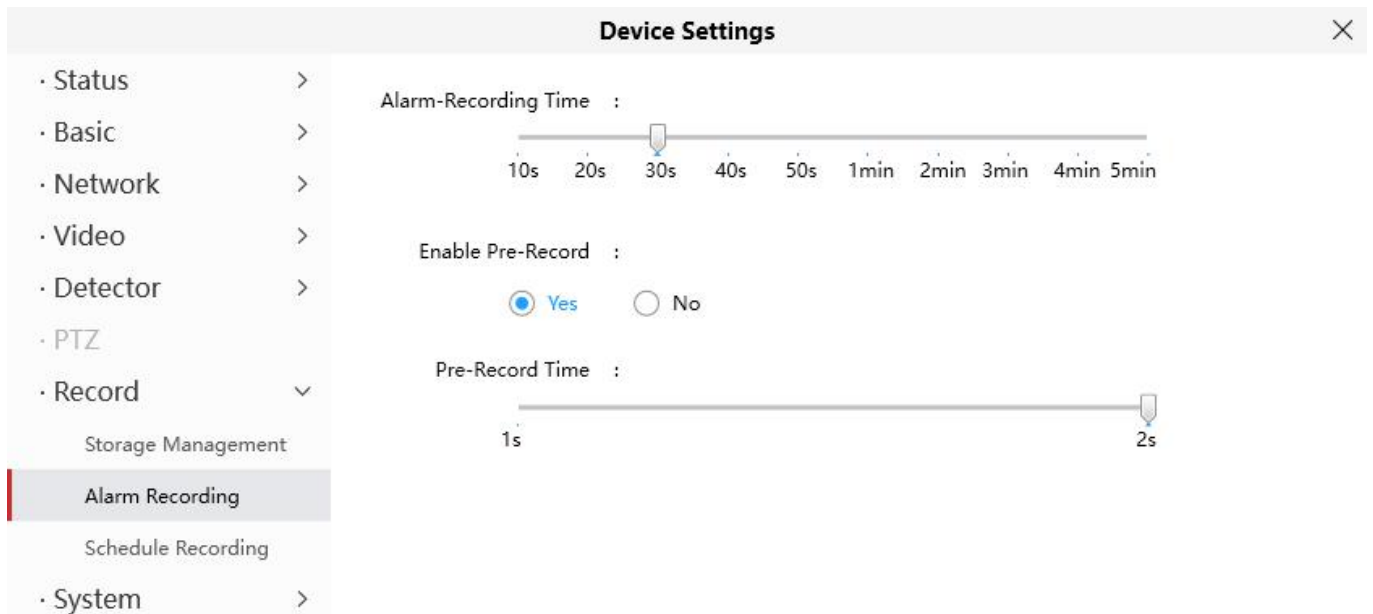 Device Settings
· Status
· Basic
· Network
· Video
· Detector
· PTZ
· Record
Storage Management
Alarm Recording
Schedule Recording
· System
Alarm-Recording Time :
10s 20s 30s 40s 50s 1min 2min 3min 4min 5min
Enable Pre-Record :
Yes No
Pre-Record Time :
1s 2s